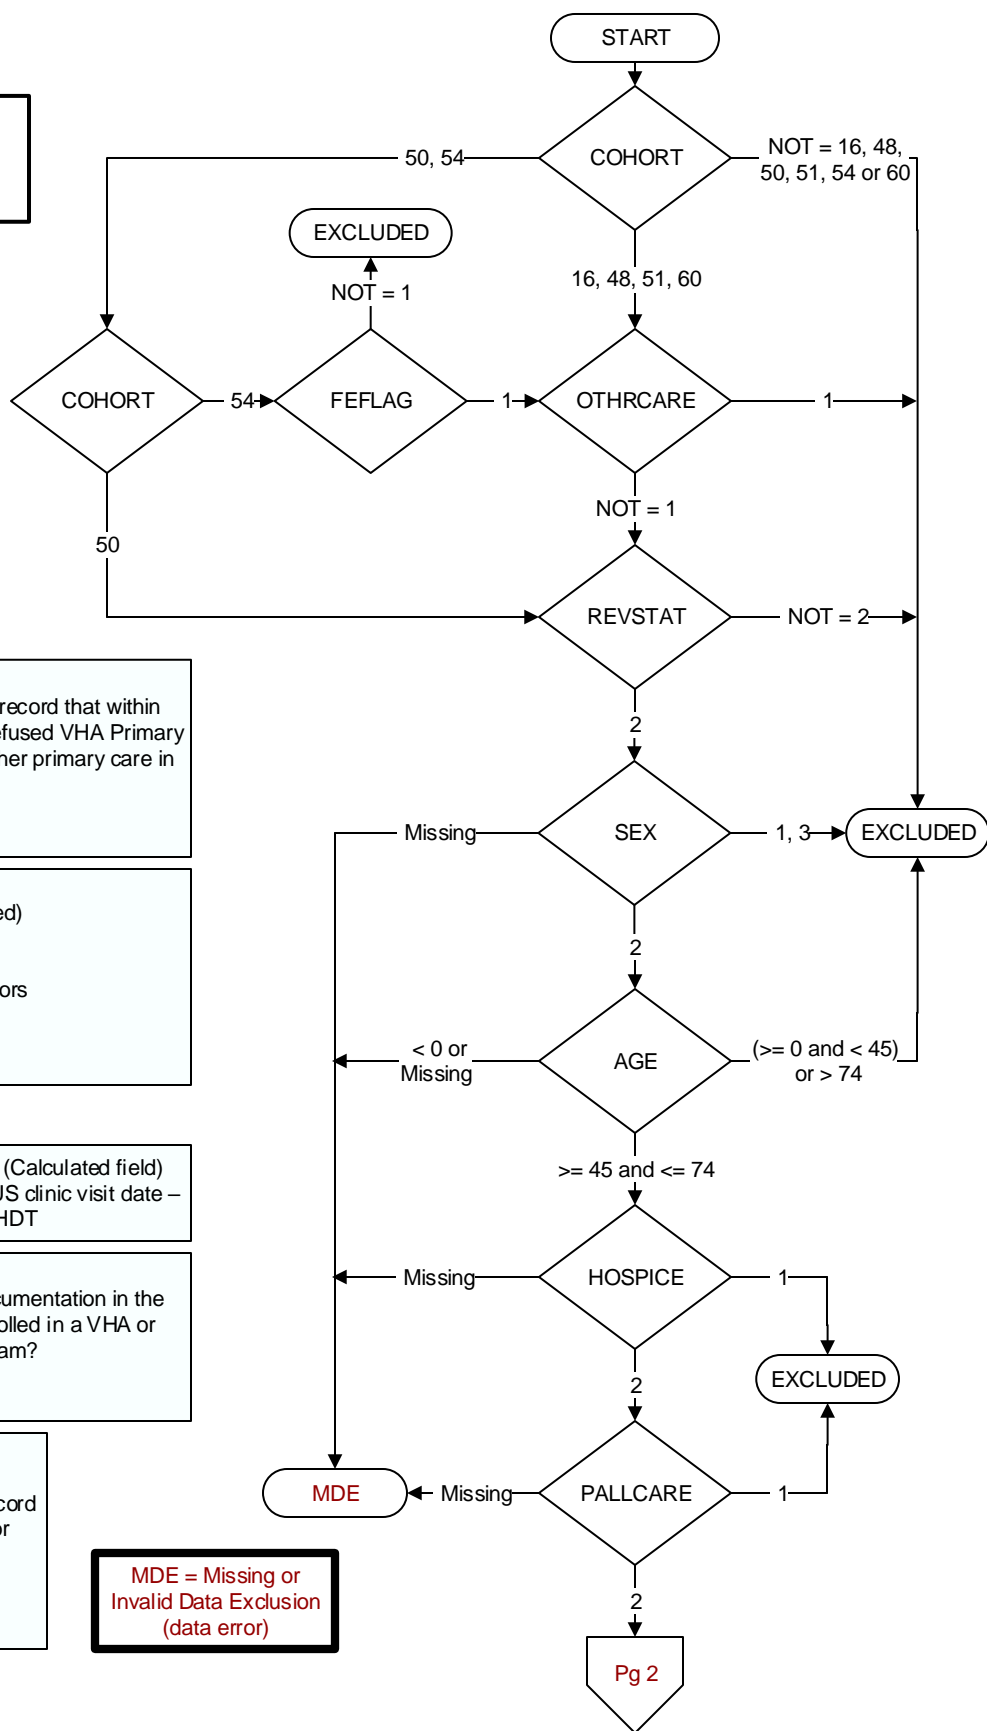 START
COHORT
50, 54
NOT = 16, 48,
50, 51, 54 or 60
EXCLUDED
NOT = 1
16, 48, 51, 60
COHORT
54
FEFLAG
1
OTHRCARE
1
NOT = 1
50
REVSTAT
NOT = 2
2
record that within
efused VHA Primary
her primary care in
Missing
SEX
1, 3
EXCLUDED
2
ed)
ors
< 0 or
Missing
AGE
(>= 0 and < 45)
or > 74
>= 45 and <= 74
(Calculated field)
US clinic visit date –
HDT
Missing
HOSPICE
1
cumentation in the
olled in a VHA or
am?
2
EXCLUDED
MDE
Missing
PALLCARE
1
cord
or
MDE = Missing or
Invalid Data Exclusion
(data error)
2
Pg 2